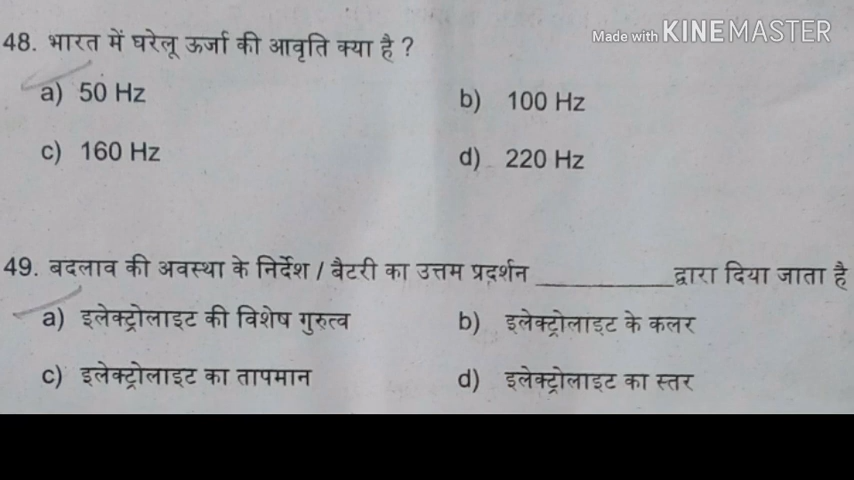 Made with KINEMASTER
48. भारत में घरेलू ऊर्जा की आवृति क्या है ?
a) 50 Hz
b) 100 Hz
c) 160 Hz
d) 220 Hz
49. बदलाव की अवस्था के निर्देश / बैटरी का उत्तम प्रदर्शन __________ द्वारा दिया जाता है
a) इलेक्ट्रोलाइट की विशेष गुरुत्व
b) इलेक्ट्रोलाइट के कलर
c) इलेक्ट्रोलाइट का तापमान
d) इलेक्ट्रोलाइट का स्तर